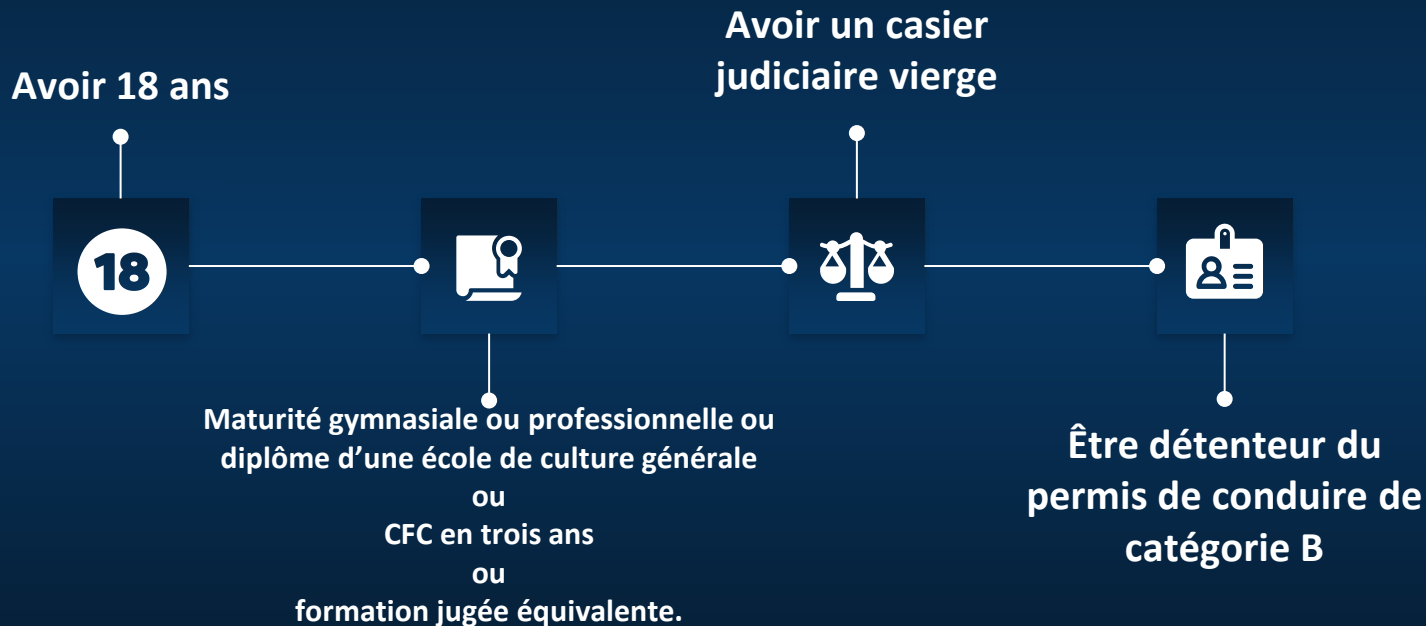 Avoir 18 ans
18
Maturité gymnasiale ou professionnelle ou
diplôme d’une école de culture générale
ou
CFC en trois ans
ou
formation jugée équivalente.
Avoir un casier
judiciaire vierge
Être détenteur du
permis de conduire de
catégorie B